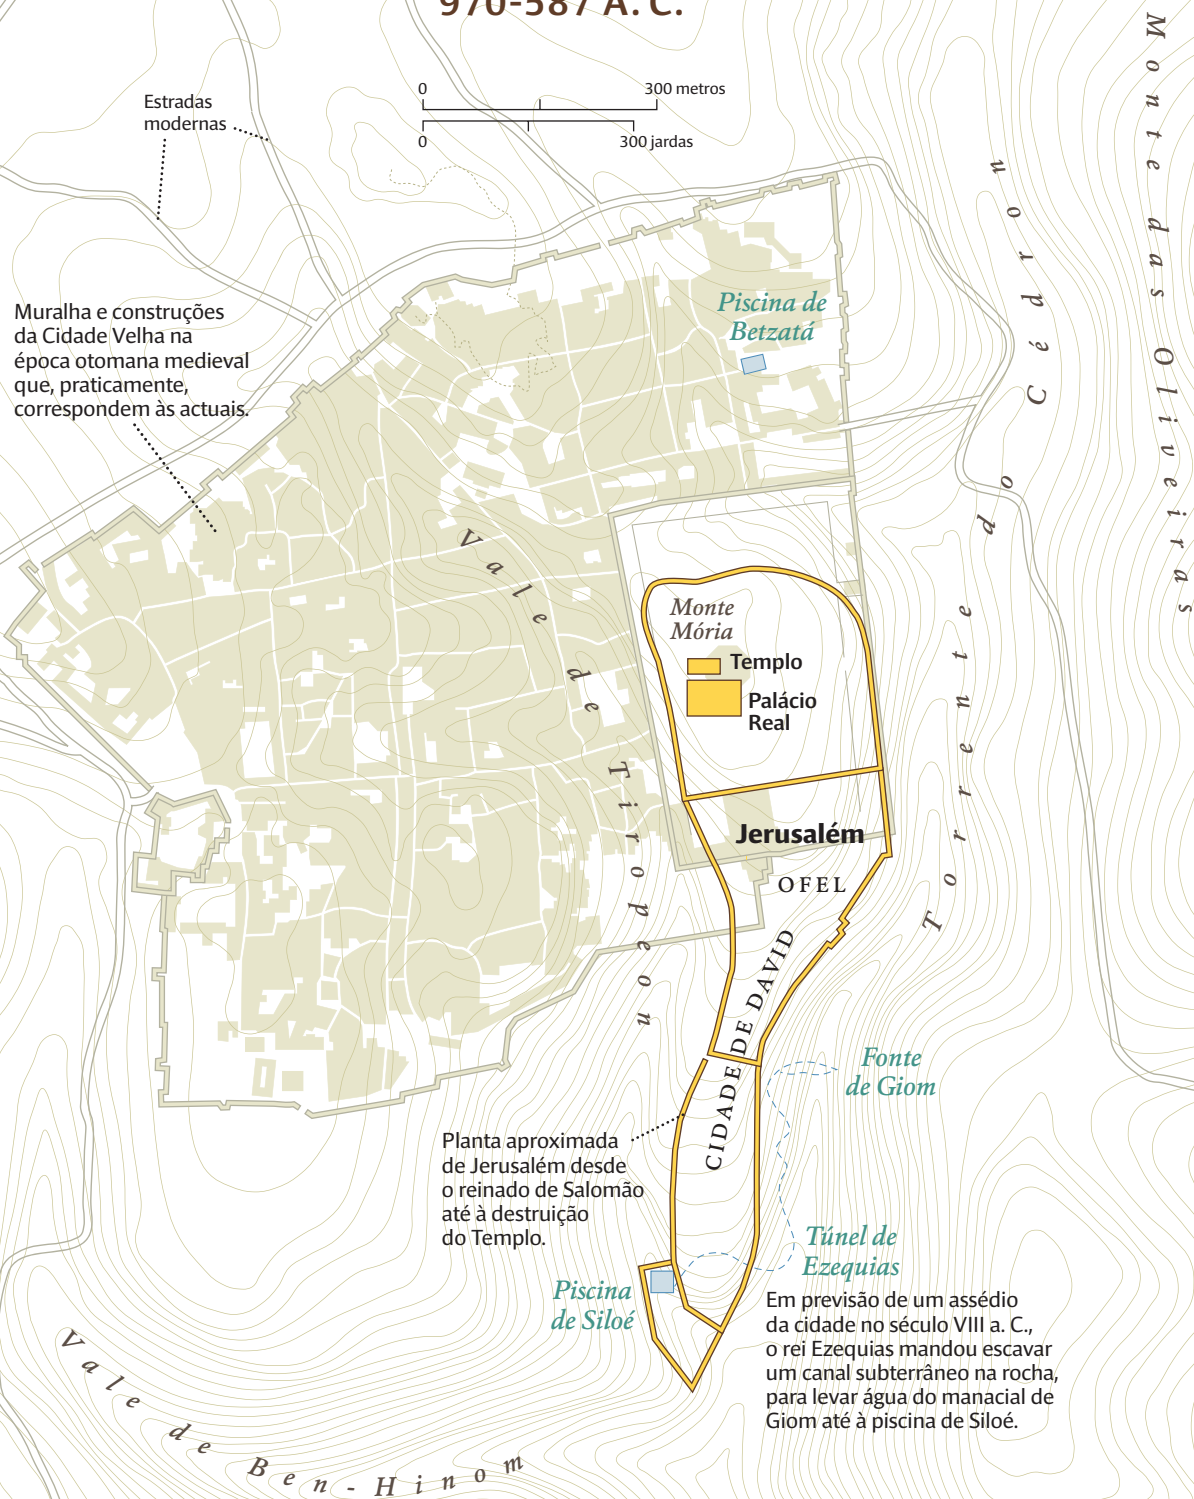 970-587 A. C.
0 300 metros
0 300 jardas
Estradas
modernas
Monte das Oliveiras
Torrente do Cédron
Muralha e construções
da Cidade Velha na
época otomana medieval
que, praticamente,
correspondem às actuais.
Piscina de
Betzatá
Vale de Tiropeon
Monte
Mória
Templo
Palácio
Real
Jerusalém
OFEL
CIDADE DE DAVID
Fonte
de Giom
Planta aproximada
de Jerusalém desde
o reinado de Salomão
até à destruição
do Templo.
Túnel de
Ezequias
Piscina
de Siloé
Em previsão de um assédio
da cidade no século VIII a. C.,
o rei Ezequias mandou escavar
um canal subterrâneo na rocha,
para levar água do manacial de
Giom até à piscina de Siloé.
Vale de Ben-Hinom